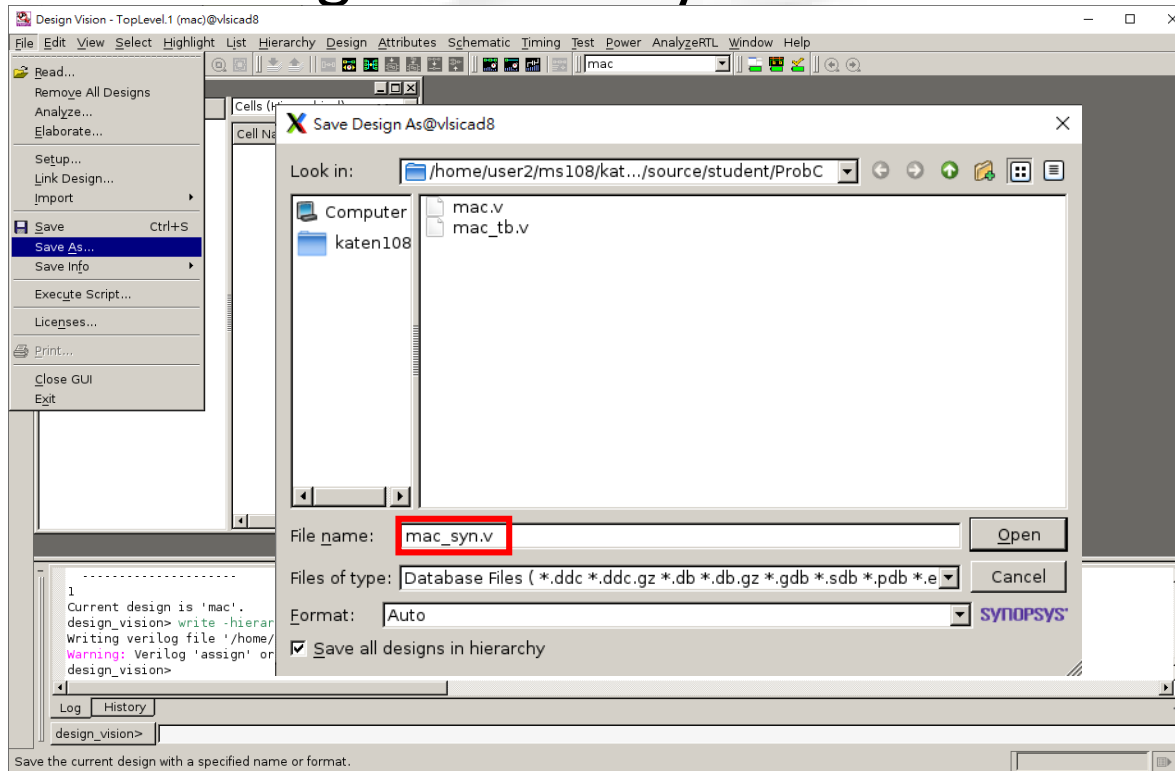 Design Vision - TopLevel.1 (mac)@vlsicad8
File Edit View Select Highlight List Hierarchy Design Attributes Schematic Timing Test Power AnalyzeRTL Window Help
mac
Read...
Remove All Designs
Analyze...
Elaborate...
Setup...
Link Design...
Import
Save Ctrl+S
Save As...
Save Info
Execute Script...
Licenses...
Print...
Close GUI
Exit
Cells
Cell
Save Design As@vlsicad8
Look in: /home/user2/ms108/kat.../source/student/ProbC
Computer
katen108
mac.v
mac_tb.v
File name: mac_syn.v Open
Files of type: Database Files ( *.ddc *.ddc.gz *.db *.db.gz *.gdb *.sdb *.pdb *.e Cancel
Format: Auto
SYNOPSYS
Save all designs in hierarchy
--------------------
1
Current design is 'mac'.
design_vision> write -hierar
Writing verilog file '/home/
Warning: Verilog 'assign' or
design_vision>
Log History
design_vision>
Save the current design with a specified name or format.